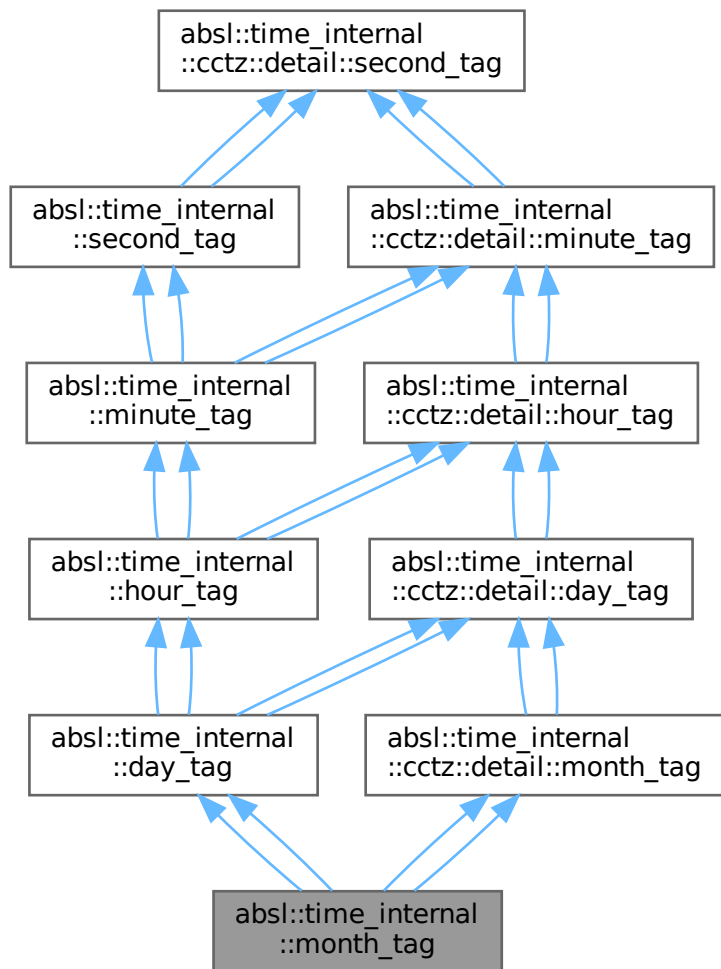 absl::time_internal
::cctz::detail::second_tag
absl::time_internal
::second_tag
absl::time_internal
::cctz::detail::minute_tag
absl::time_internal
::minute_tag
absl::time_internal
::cctz::detail::hour_tag
absl::time_internal
::hour_tag
absl::time_internal
::cctz::detail::day_tag
absl::time_internal
::day_tag
absl::time_internal
::cctz::detail::month_tag
absl::time_internal
::month_tag